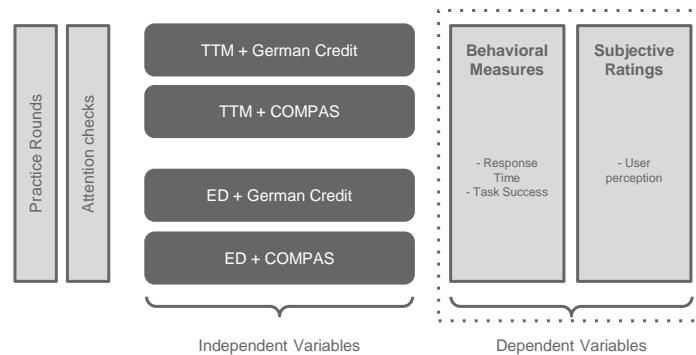 Practice Rounds
Attention checks
TTM + German Credit
TTM + COMPAS
ED + German Credit
ED + COMPAS
Independent Variables
Behavioral
Measures
- Response
Time
- Task Success
Subjective
Ratings
- User
perception
Dependent Variables